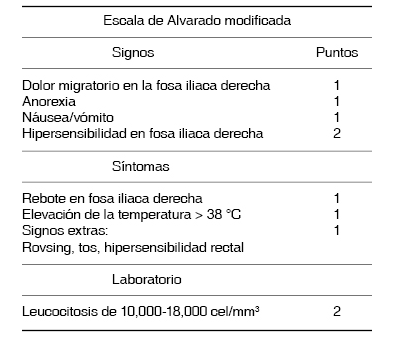 Escala de Alvarado modificada
Signos Puntos
Dolor migratorio en la fosa iliaca derecha 1
Anorexia 1
Náusea/vómito 1
Hipersensibilidad en fosa iliaca derecha 2
Síntomas
Rebote en fosa iliaca derecha 1
Elevación de la temperatura > 38 °C 1
Signos extras: 1
Rovsing, tos, hipersensibilidad rectal
Laboratorio
Leucocitosis de 10,000-18,000 cel/mm³ 2